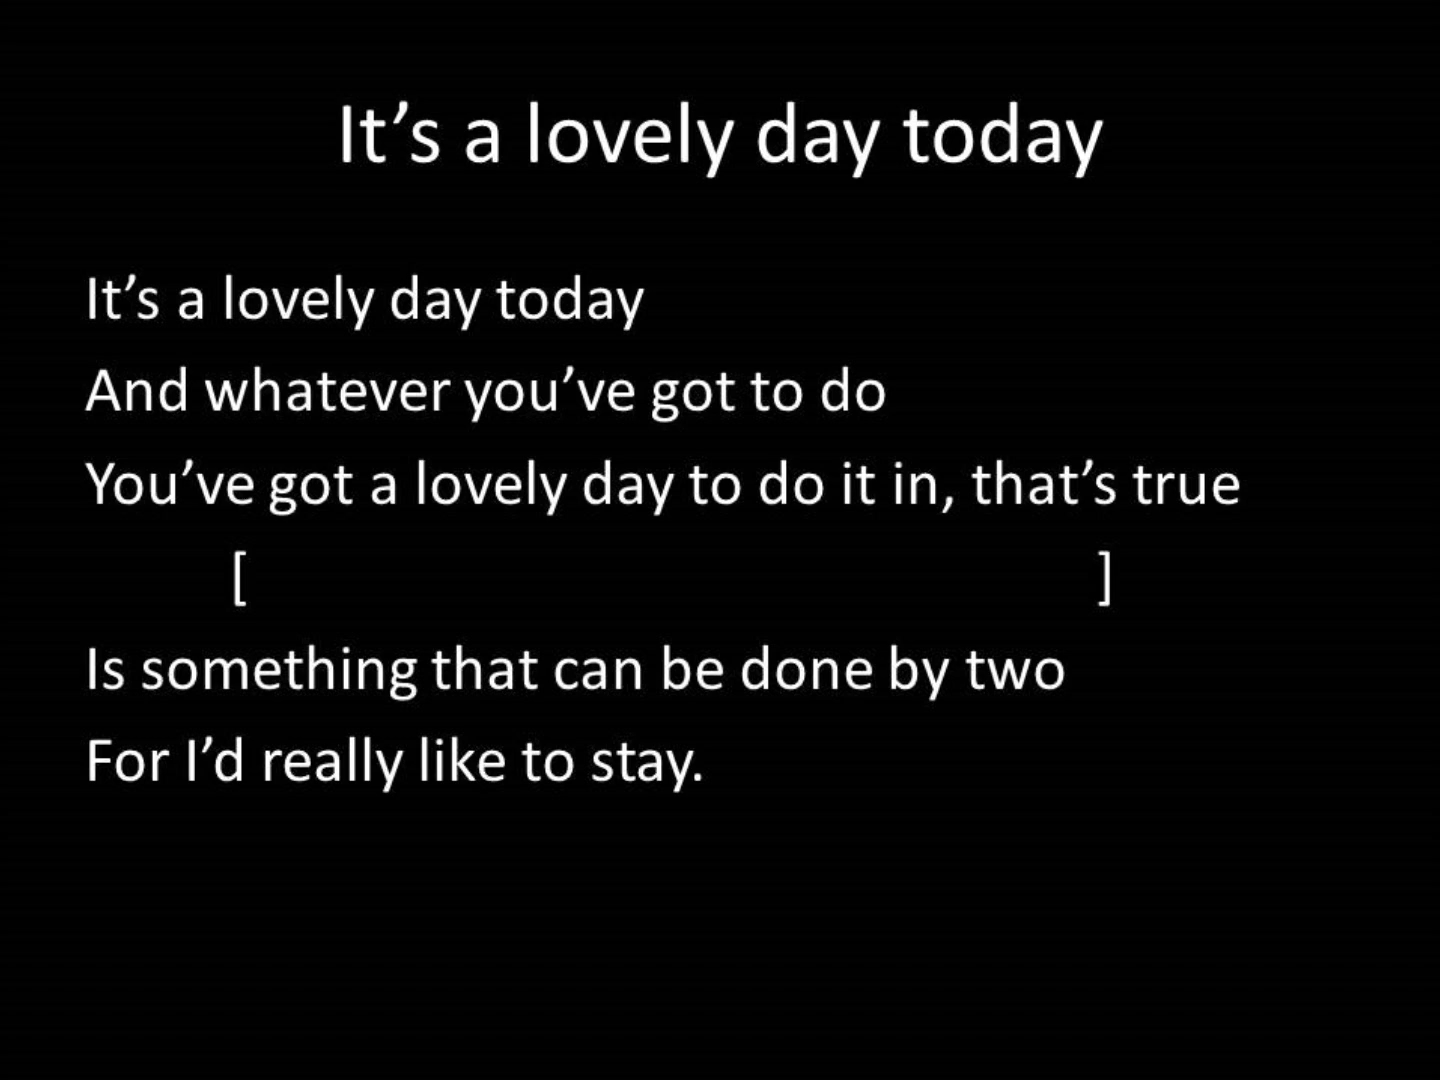 It’s a lovely day today
It’s a lovely day today
And whatever you’ve got to do
You’ve got a lovely day to do it in, that’s true
[ ]
Is something that can be done by two
For I’d really like to stay.